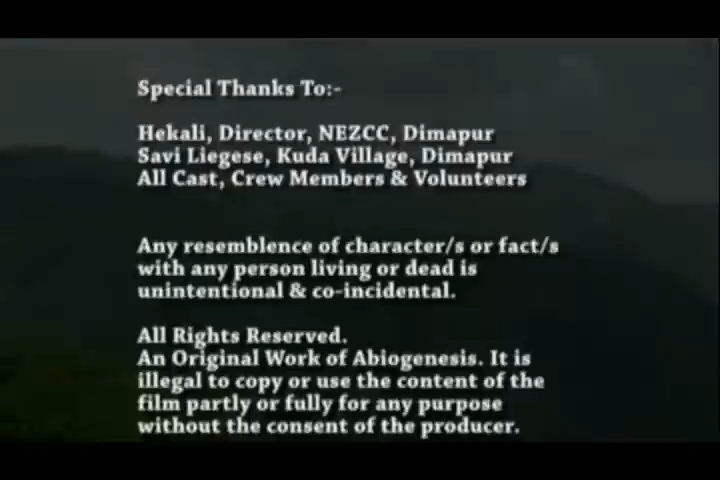 Special Thanks To:-
Hekali, Director, NEZCC, Dimapur
Savi Liegese, Kuda Village, Dimapur
All Cast, Crew Members & Volunteers
Any resemblence of character/s or fact/s
with any person living or dead is
unintentional & co-incidental.
All Rights Reserved.
An Original Work of Abiogenesis. It is
illegal to copy or use the content of the
film partly or fully for any purpose
without the consent of the producer.